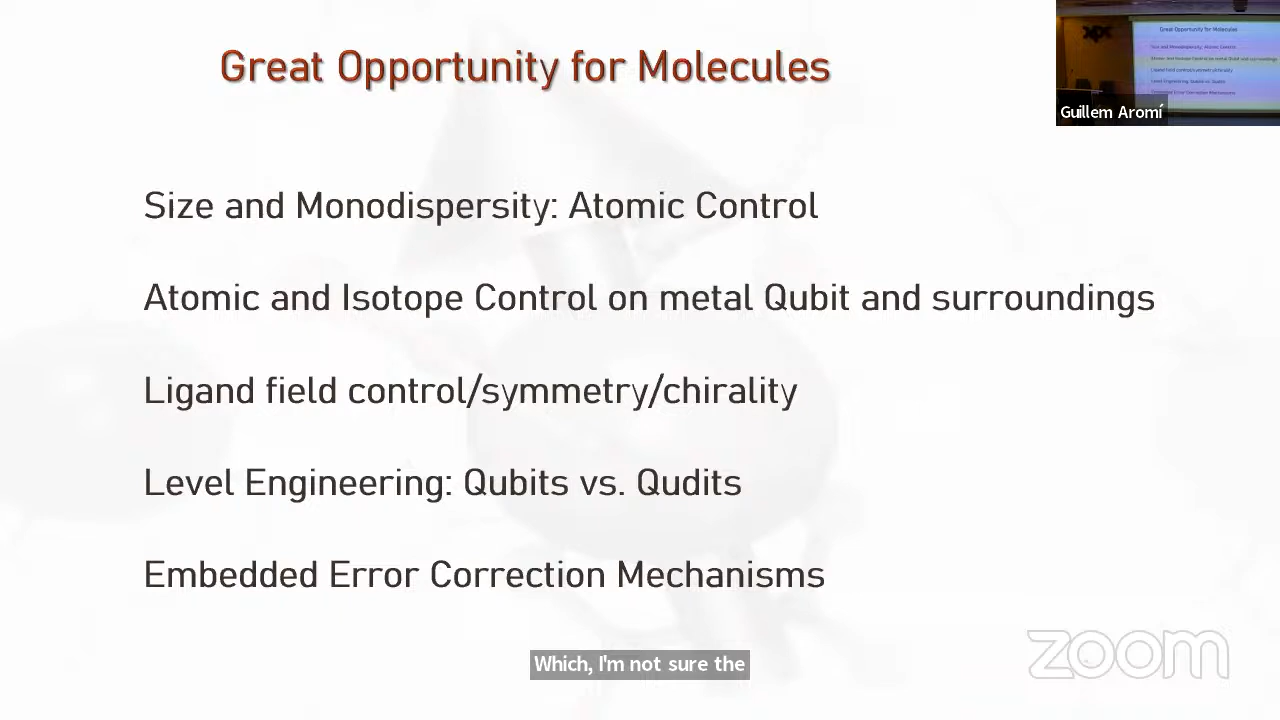 Great Opportunity for Molecules
Guillem Aromí
Size and Monodispersity: Atomic Control
Atomic and Isotope Control on metal Qubit and surroundings
Ligand field control/symmetry/chirality
Level Engineering: Qubits vs. Qudits
Embedded Error Correction Mechanisms
Which, I'm not sure the
zoom